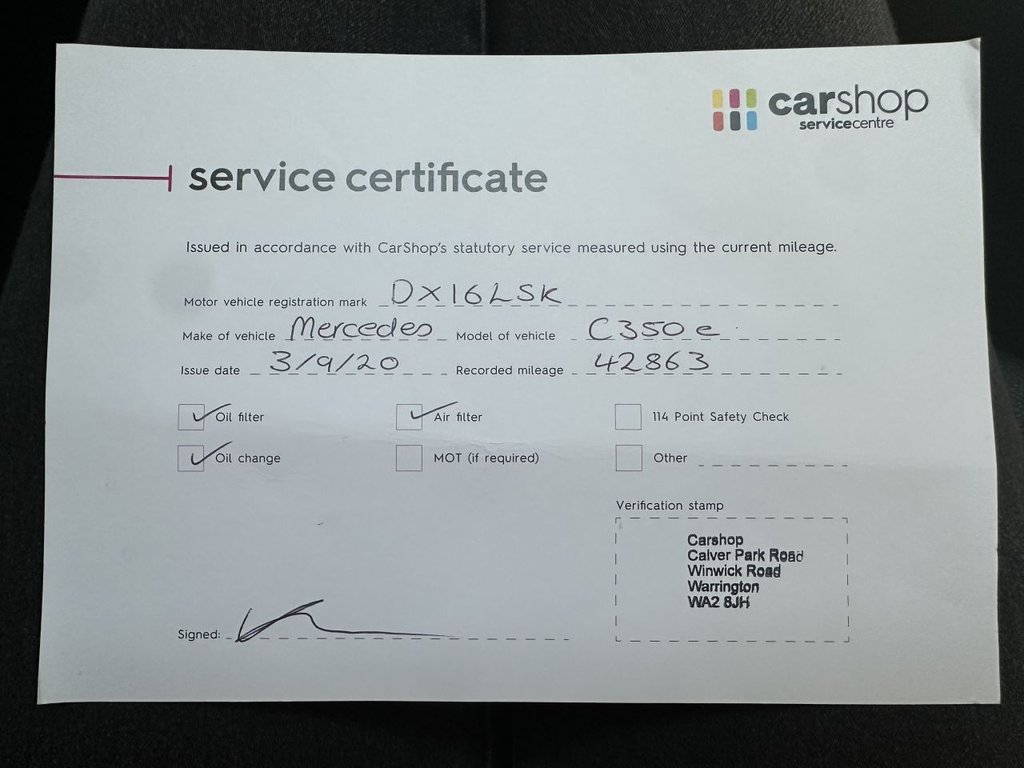 carshop
servicecentre
service certificate
Issued in accordance with CarShop's statutory service measured using the current mileage.
Motor vehicle registration mark DX16LSK
Make of vehicle Mercedes Model of vehicle C350e
Issue date 3/9/20 Recorded mileage 42863
Oil filter Air filter 114 Point Safety Check
Oil change MOT (if required) Other
Verification stamp
Carshop
Calver Park Road
Winwick Road
Warrington
WA2 8JH
Signed: